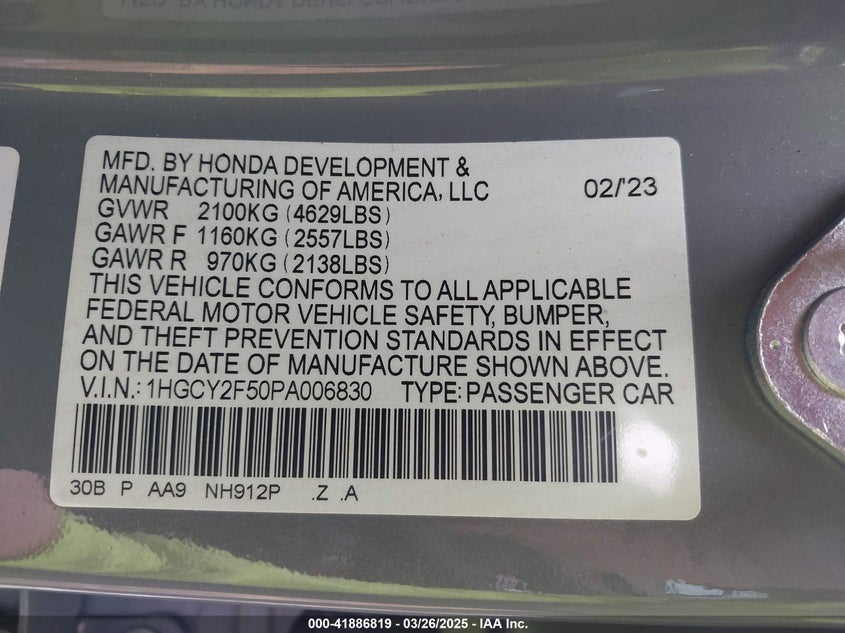 MFD. BY HONDA DEVELOPMENT &
MANUFACTURING OF AMERICA, LLC 02/'23
GVWR 2100KG (4629LBS)
GAWR F 1160KG (2557LBS)
GAWR R 970KG (2138LBS)
THIS VEHICLE CONFORMS TO ALL APPLICABLE
FEDERAL MOTOR VEHICLE SAFETY, BUMPER,
AND THEFT PREVENTION STANDARDS IN EFFECT
ON THE DATE OF MANUFACTURE SHOWN ABOVE.
V.I.N.: 1HGCY2F50PA006830 TYPE: PASSENGER CAR
30B P AA9 NH912P .Z .A
000-41886819 - 03/26/2025 - IAA Inc.